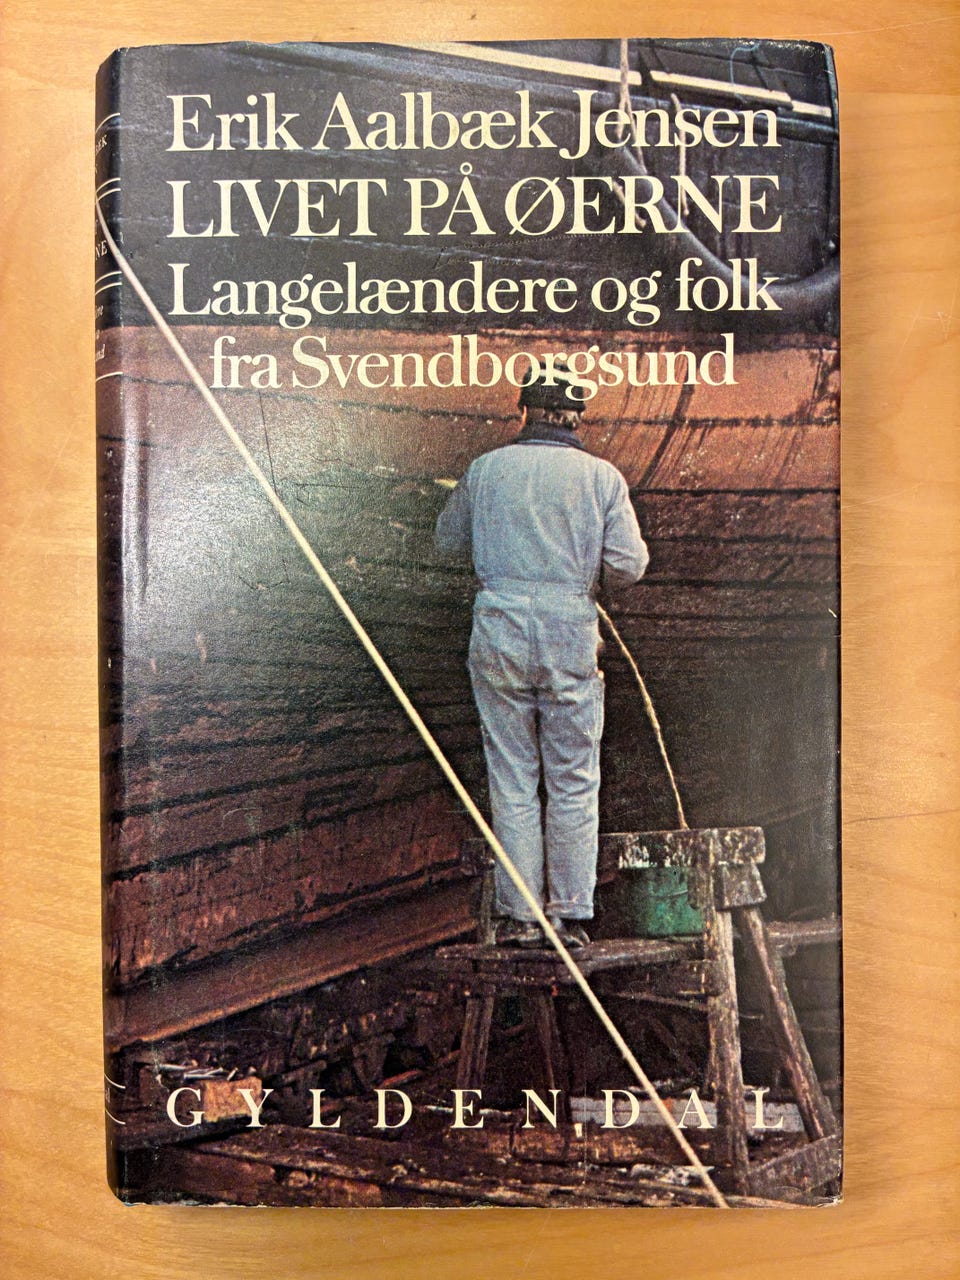 Erik Aalbæk Jensen
LIVET PÅ ØERNE
Langelændere og folk
fra Svendborgsund
GYLDENDAL